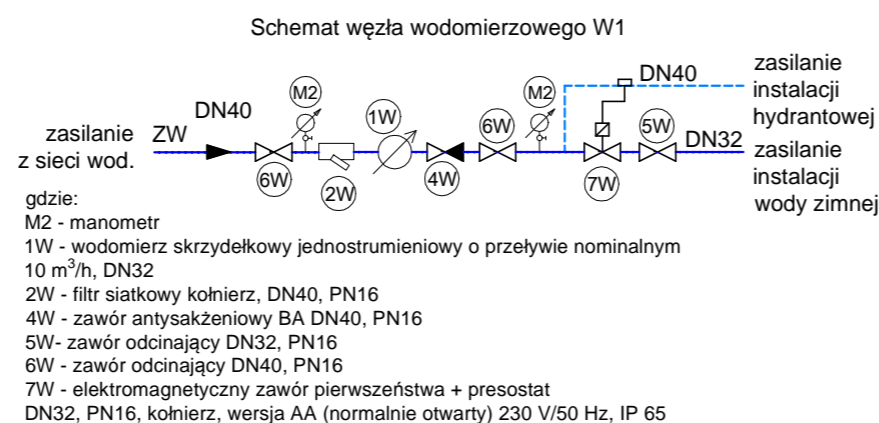 Schemat węzła wodomierzowego W1
zasilanie
z sieci wod.
ZW
DN40
6W
M2
2W
1W
4W
6W
M2
7W
5W
DN40
DN32
zasilanie
instalacji
hydrantowej
zasilanie
instalacji
wody zimnej
gdzie:
M2 - manometr
1W - wodomierz skrzydełkowy jednostrumieniowy o przeływie nominalnym
10 m³/h, DN32
2W - filtr siatkowy kołnierz, DN40, PN16
4W - zawór antysakżeniowy BA DN40, PN16
5W- zawór odcinający DN32, PN16
6W - zawór odcinający DN40, PN16
7W - elektromagnetyczny zawór pierwszeństwa + presostat
DN32, PN16, kołnierz, wersja AA (normalnie otwarty) 230 V/50 Hz, IP 65